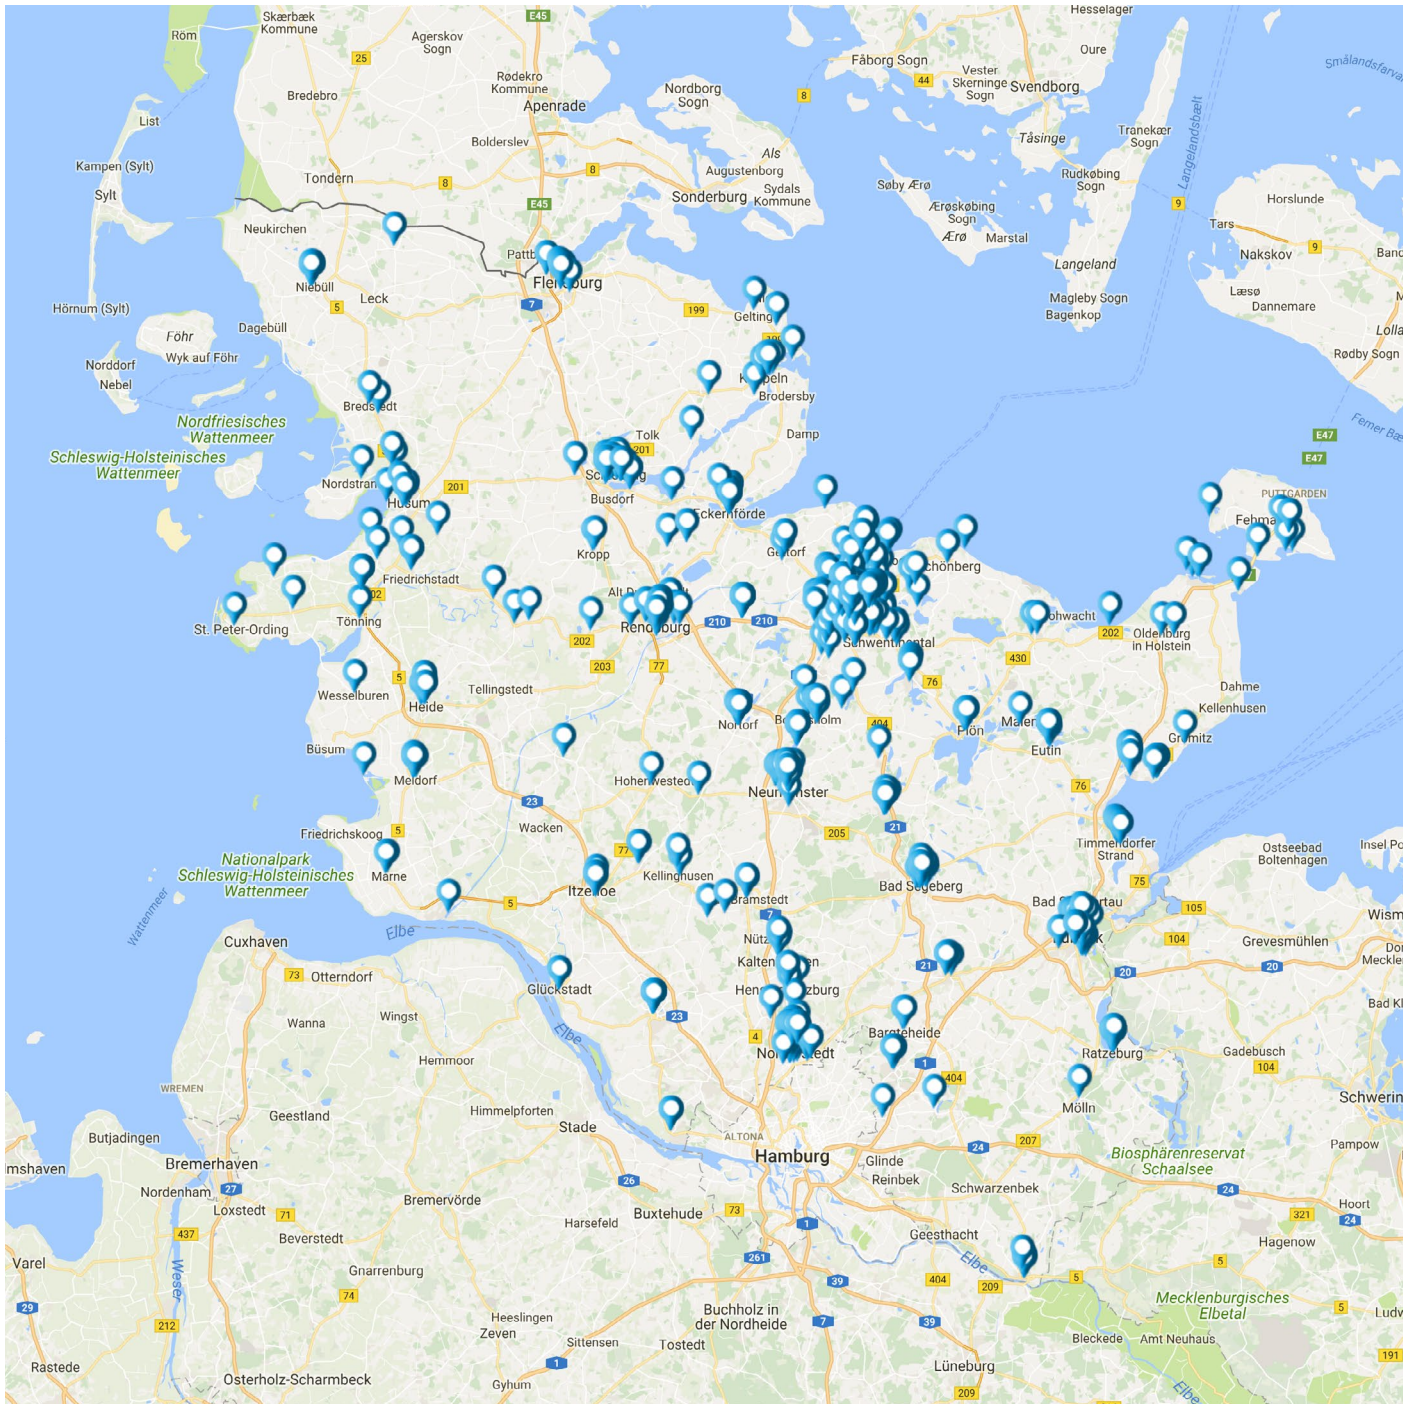 Skærbæk
Kommune
Röm
Agerskov
Sogn
E45
Hesselager
Oure
25
Fåborg Sogn
44
Vester
Skerninge
Sogn
Svendborg
Rødekro
Kommune
Bredebro
Apenrade
Nordborg
Sogn
8
List
Bolderslev
Als
Tåsinge
Tranekær
Sogn
Langelandsbælt
Kampen (Sylt)
Sylt
Tondern
8
8
Augustenborg
Sydals
Kommune
Sonderburg
Søby Ærø
Rudkøbing
Sogn
9
Horslunde
E45
Ærøskøbing
Sogn
Ærø
Marstal
Tars
9
Nakskov
Neukirchen
Langeland
Læsø
Dannemare
Niebüll
Leck
5
7
199
Gelting
Magleby Sogn
Bagenkop
Hörnum (Sylt)
Dagebüll
Föhr
Wyk auf Föhr
Norddorf
Nebel
Rødby Sogn
Brodersby
Bredstedt
Nordfriesisches
Wattenmeer
Schleswig-Holsteinisches
Wattenmeer
Tolk
201
Damp
E47
E47
201
Husum
Busdorf
Eckernförde
PUTTGARDEN
Kropp
Friedrichstadt
St. Peter-Ording
Tönning
202
203
77
210
210
202
Oldenburg
in Holstein
430
76
Wesselburen
5
Heide
Tellingstedt
Nortorf
Plön
Eutin
Dahme
Kellenhusen
Grömitz
Büsum
Meldorf
Hohenwestedt
76
23
Neumünster
21
205
Friedrichskoog
5
Wacken
Timmendorfer
Strand
Ostseebad
Boltenhagen
Nationalpark
Schleswig-Holsteinisches
Wattenmeer
Marne
77
Kellinghusen
Itzehoe
Bad Segeberg
75
5
7
105
Wattenmeer
Elbe
Cuxhaven
104
Grevesmühlen
21
20
20
73
Otterndorf
Glückstadt
Wanna
Wingst
23
Elbe
4
Bargteheide
Ratzeburg
Gadebusch
104
Hemmoor
1
404
WREMEN
Geestland
Himmelpforten
Stade
Mölln
Schwerin
Butjadingen
ALTONA
Hamburg
24
207
Pampow
Bremerhaven
Glinde
Reinbek
Biosphärenreservat
Schaalsee
27
Nordenham
Loxstedt
Bremervörde
26
Schwarzenbek
24
Hoort
24
71
Beverstedt
Harsefeld
Buxtehude
73
1
321
437
Geesthacht
Hagenow
Varel
Weser
Gnarrenburg
261
39
404
Elbe
209
5
5
29
74
Buchholz in
der Nordheide
7
39
Mecklenburgisches
Elbetal
5
212
Heeslingen
Zeven
Sittensen
Tostedt
Bleckede
Amt Neuhaus
191
Rastede
1
Lüneburg
Osterholz-Scharmbeck
Gyhum
209
Elbe